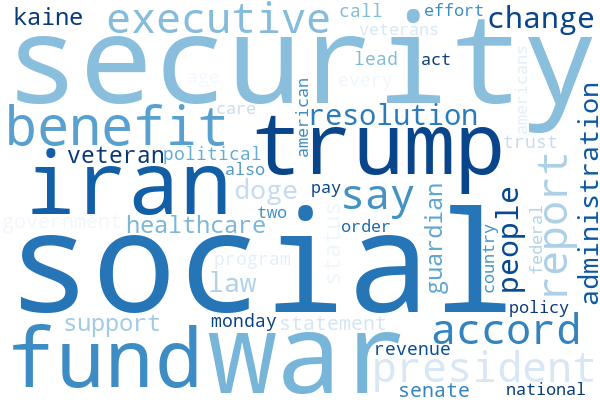 kaine
executive
call
effort
change
veterans
security
lead
act
age
every
americans
care
benefit
american
resolution
trump
trust
administration
veteran
political
iran
also
doge
pay
say
guardian
people
report
federal
government
healthcare
two
order
status
country
social
program
law
support
monday
statement
policy
accord
fund
war
revenue
president
senate
national